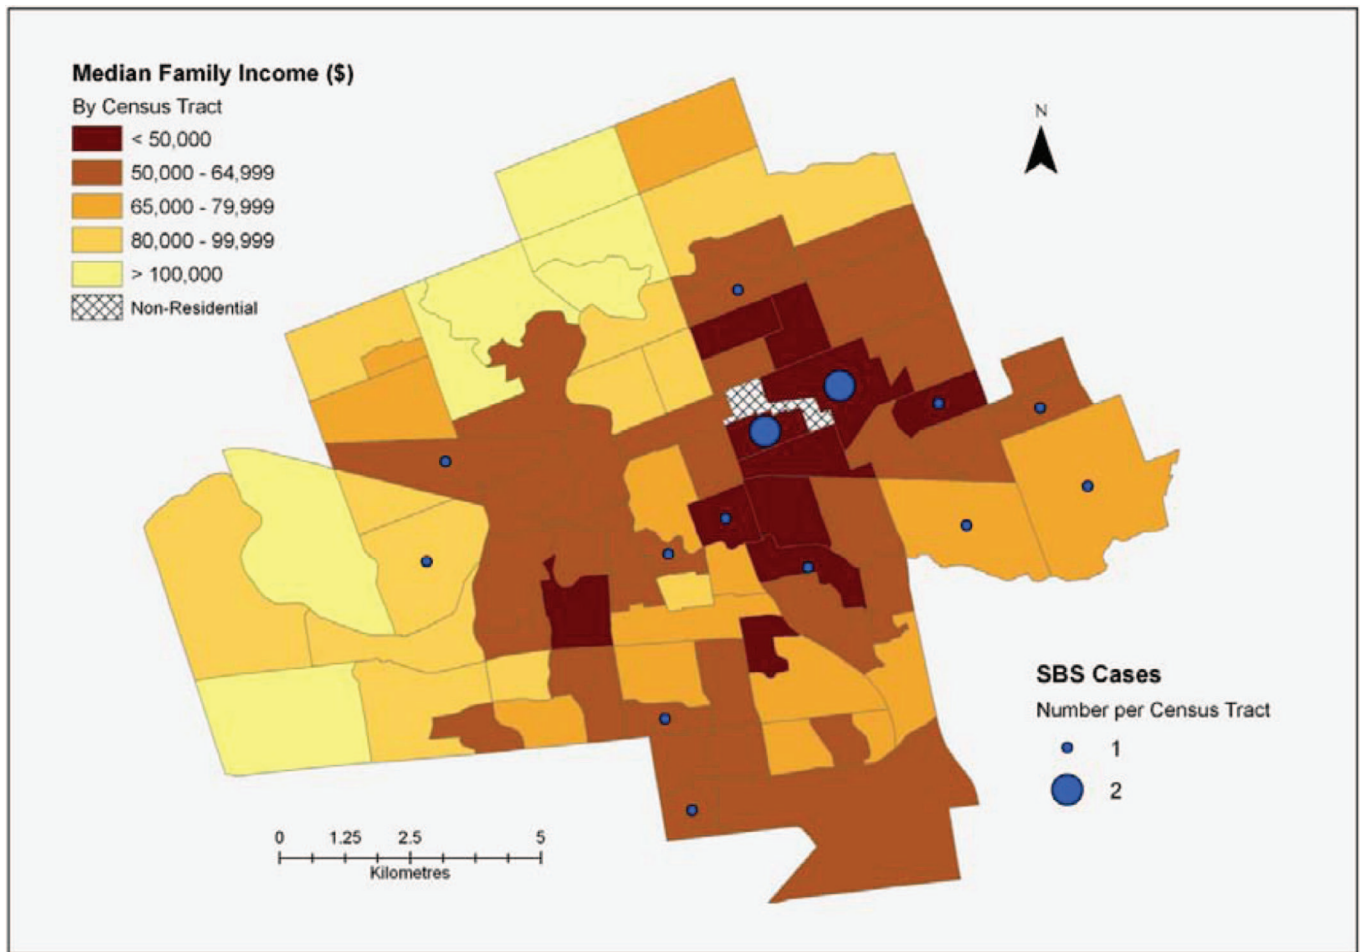 Median Family Income ($)
By Census Tract
< 50,000
50,000 - 64,999
65,000 - 79,999
80,000 - 99,999
> 100,000
Non-Residential
N
SBS Cases
Number per Census Tract
1
2
0 1.25 2.5 5
Kilometres